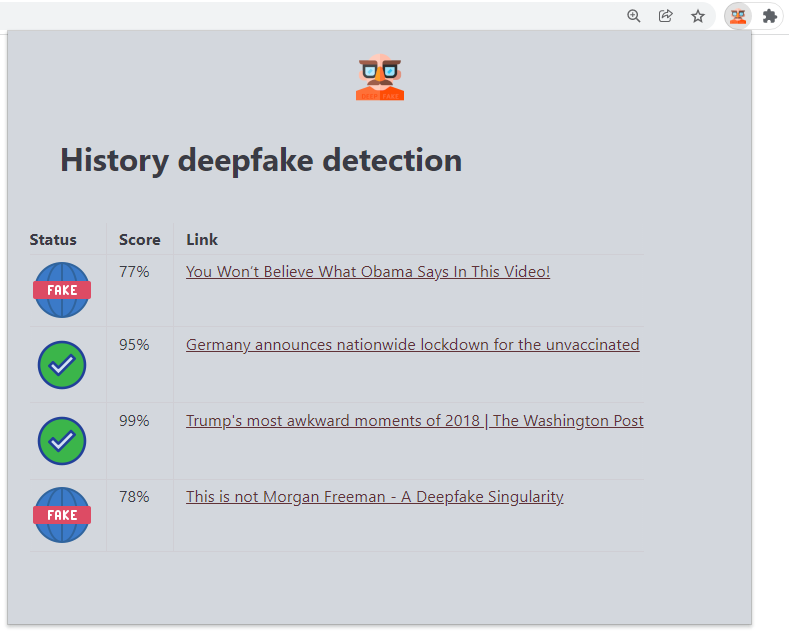 History deepfake detection
Status Score Link
FAKE 77% You Won't Believe What Obama Says In This Video!
95% Germany announces nationwide lockdown for the unvaccinated
99% Trump's most awkward moments of 2018 | The Washington Post
FAKE 78% This is not Morgan Freeman - A Deepfake Singularity